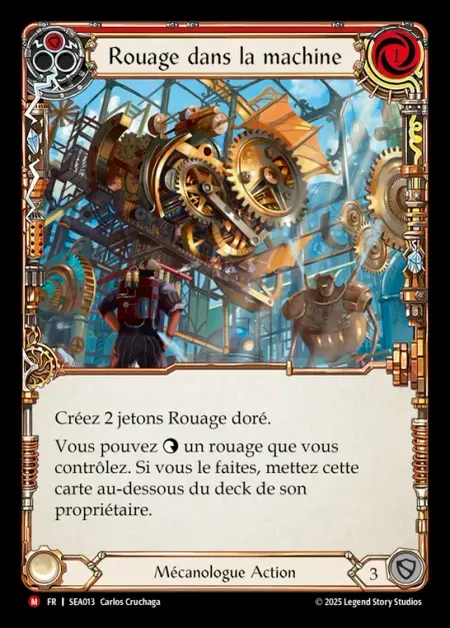 Rouage dans la machine
1
Créez 2 jetons Rouage doré.
Vous pouvez un rouage que vous
contrôlez. Si vous le faites, mettez cette
carte au-dessous du deck de son
propriétaire.
Mécanologue Action
3
M FR | SEA013 Carlos Cruchaga
© 2025 Legend Story Studios